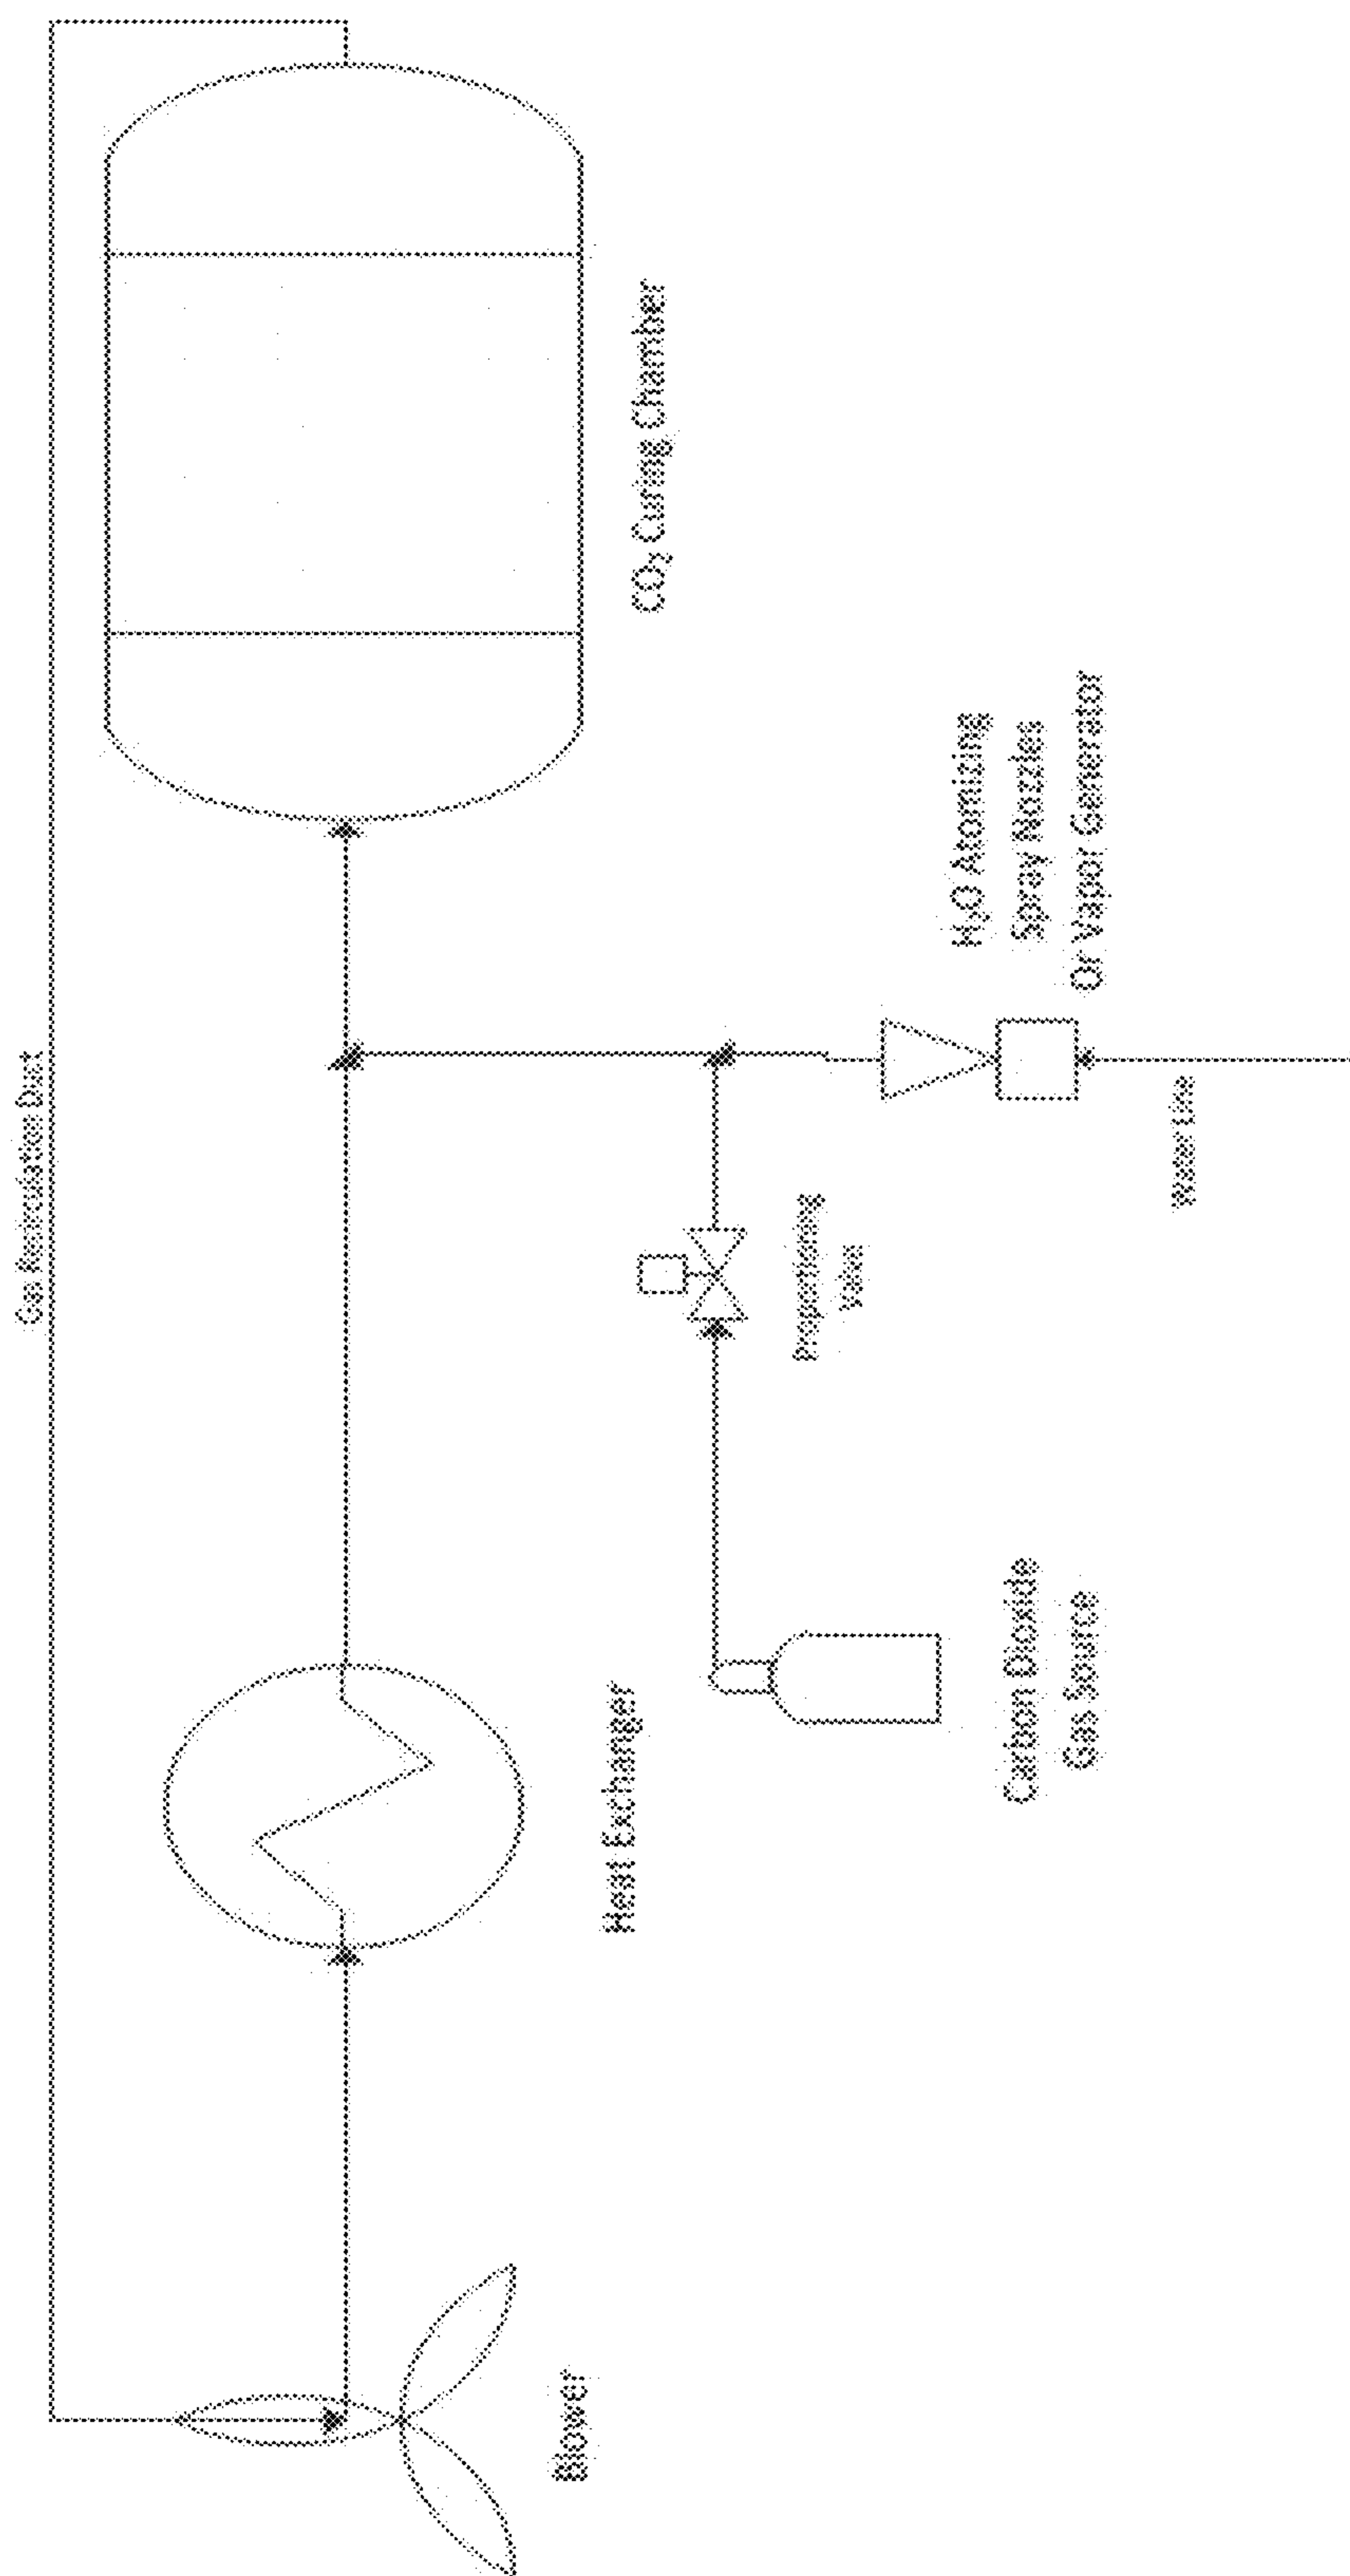 Gas Recirculation Duct
Blower
Heat Exchanger
CO₂ Curing Chamber
Proportioning
Valve
Carbon Dioxide
Gas Source
H₂O Atomizing
Spray Nozzles
Or Vapor Generator
Water Line